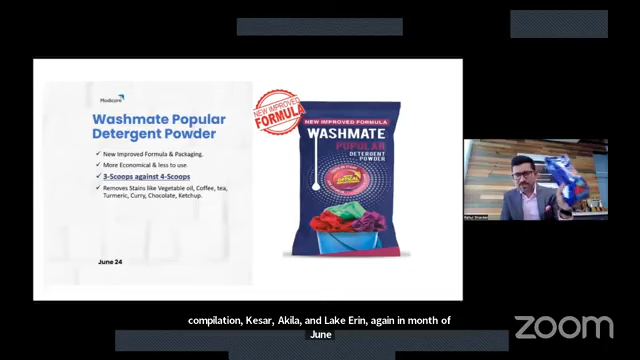 Modicare
Washmate Popular
Detergent Powder
✓ New Improved Formula & Packaging.
✓ More Economical & less to use.
✓ 3-Scoops against 4-Scoops
✓ Removes Stains like Vegetable oil, Coffee, tea,
Turmeric, Curry, Chocolate, Ketchup.
June 24
NEW IMPROVED
FORMULA
NEW IMPROVED FORMULA
WASHMATE
POPULAR
DETERGENT
POWDER
OPTICAL
compilation, Kesar, Akila, and Lake Erin, again in month of
June
zoom